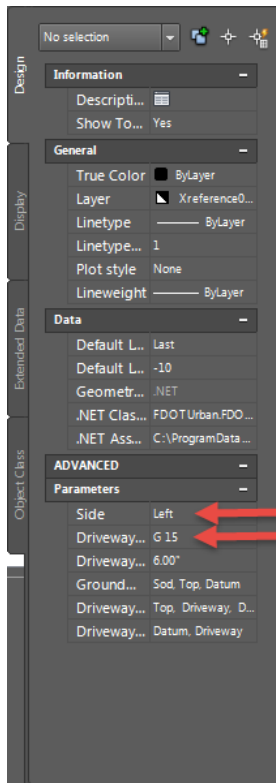 No selection
Design
Information
Descripti...
Show To... Yes
General
True Color ByLayer
Layer Xreference0...
Display
Linetype ByLayer
Linetype... 1
Plot style None
Lineweight ByLayer
Extended Data
Data
Default L... Last
Default L... -10
Geometr... .NET
.NET Clas... FDOTUrban.FDO...
.NET Ass... C:\ProgramData...
Object Class
ADVANCED
Parameters
Side Left
Driveway... G 15
Driveway... 6.00"
Ground... Sod, Top, Datum
Driveway... Top, Driveway, D...
Driveway... Datum, Driveway